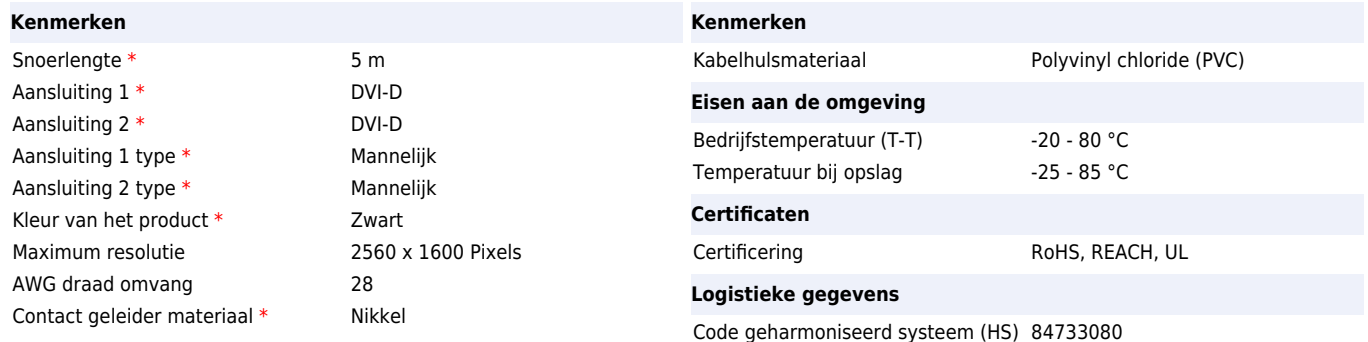 Kenmerken
Snoerlengte * 5 m
Aansluiting 1 * DVI-D
Aansluiting 2 * DVI-D
Aansluiting 1 type * Mannelijk
Aansluiting 2 type * Mannelijk
Kleur van het product * Zwart
Maximum resolutie 2560 x 1600 Pixels
AWG draad omvang 28
Contact geleider materiaal * Nikkel
Kenmerken
Kabelhulsmateriaal Polyvinyl chloride (PVC)
Eisen aan de omgeving
Bedrijfstemperatuur (T-T) -20 - 80 °C
Temperatuur bij opslag -25 - 85 °C
Certificaten
Certificering RoHS, REACH, UL
Logistieke gegevens
Code geharmoniseerd systeem (HS) 84733080